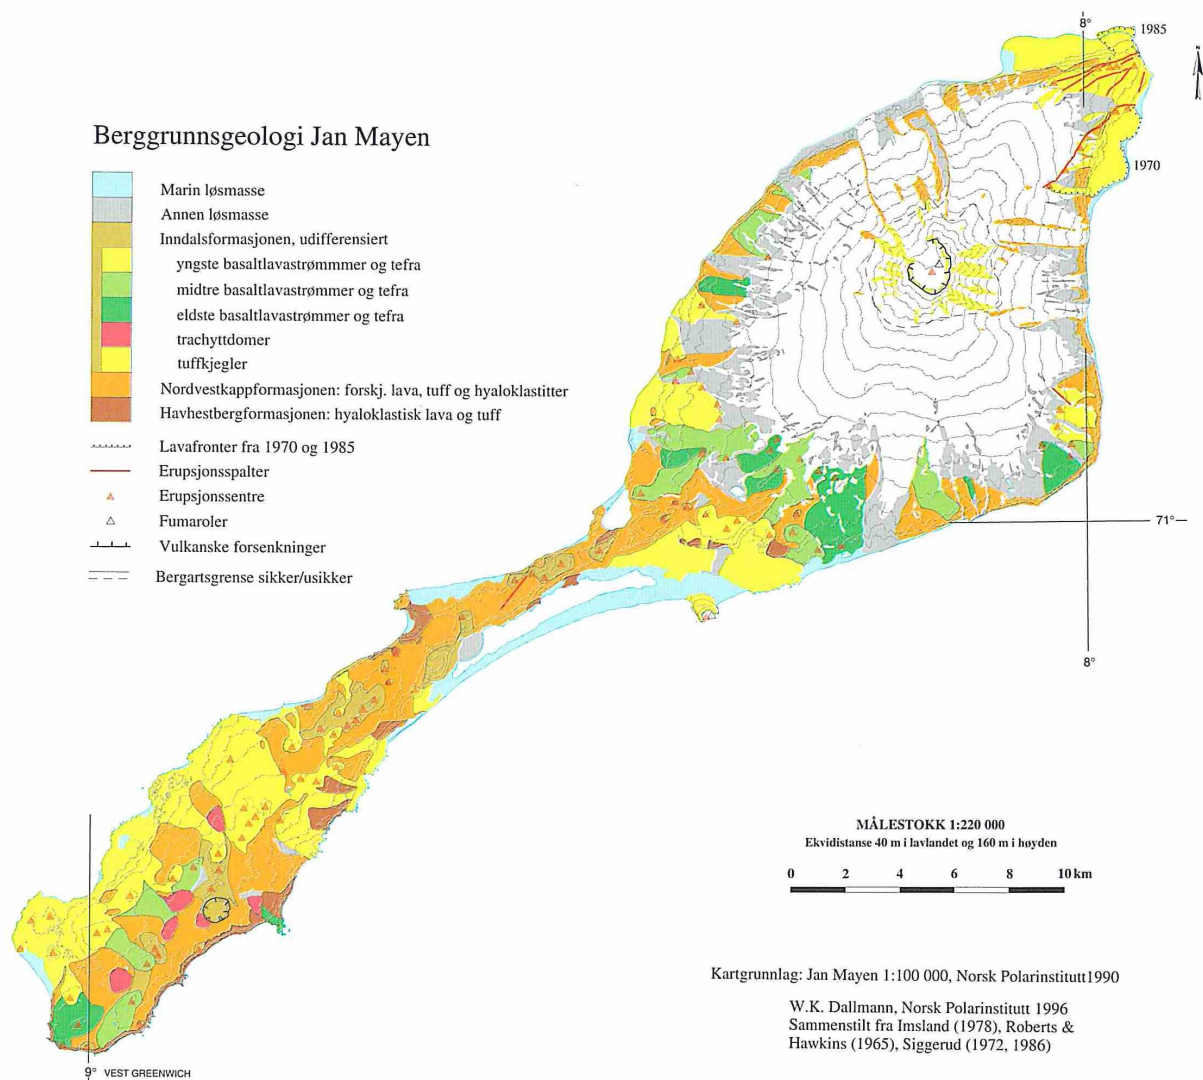 8°
1985
N
Berggrunnsgeologi Jan Mayen
Marin løsmasse
Annen løsmasse
Inndalsformasjonen, udifferensiert
yngste basaltlavastrømmmer og tefra
midtre basaltlavastrømmer og tefra
eldste basaltlavastrømmer og tefra
trachyttdomer
tuffkjegler
Nordvestkappformasjonen: forskj. lava, tuff og hyaloklastitter
Havhestbergformasjonen: hyaloklastisk lava og tuff
Lavafronter fra 1970 og 1985
Erupsjonsspalter
Erupsjonssentre
Fumaroler
Vulkanske forsenkninger
Bergartsgrense sikker/usikker
1970
71°
8°
MÅLESTOKK 1:220 000
Ekvidistanse 40 m i lavlandet og 160 m i høyden
0 2 4 6 8 10 km
Kartgrunnlag: Jan Mayen 1:100 000, Norsk Polarinstitutt1990
W.K. Dallmann, Norsk Polarinstitutt 1996
Sammenstilt fra Imsland (1978), Roberts &
Hawkins (1965), Siggerud (1972, 1986)
9° VEST GREENWICH